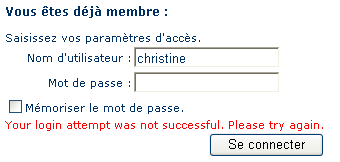 Vous êtes déjà membre :
Saisissez vos paramètres d'accès.
Nom d'utilisateur : christine
Mot de passe :
Mémoriser le mot de passe.
Your login attempt was not successful. Please try again.
Se connecter